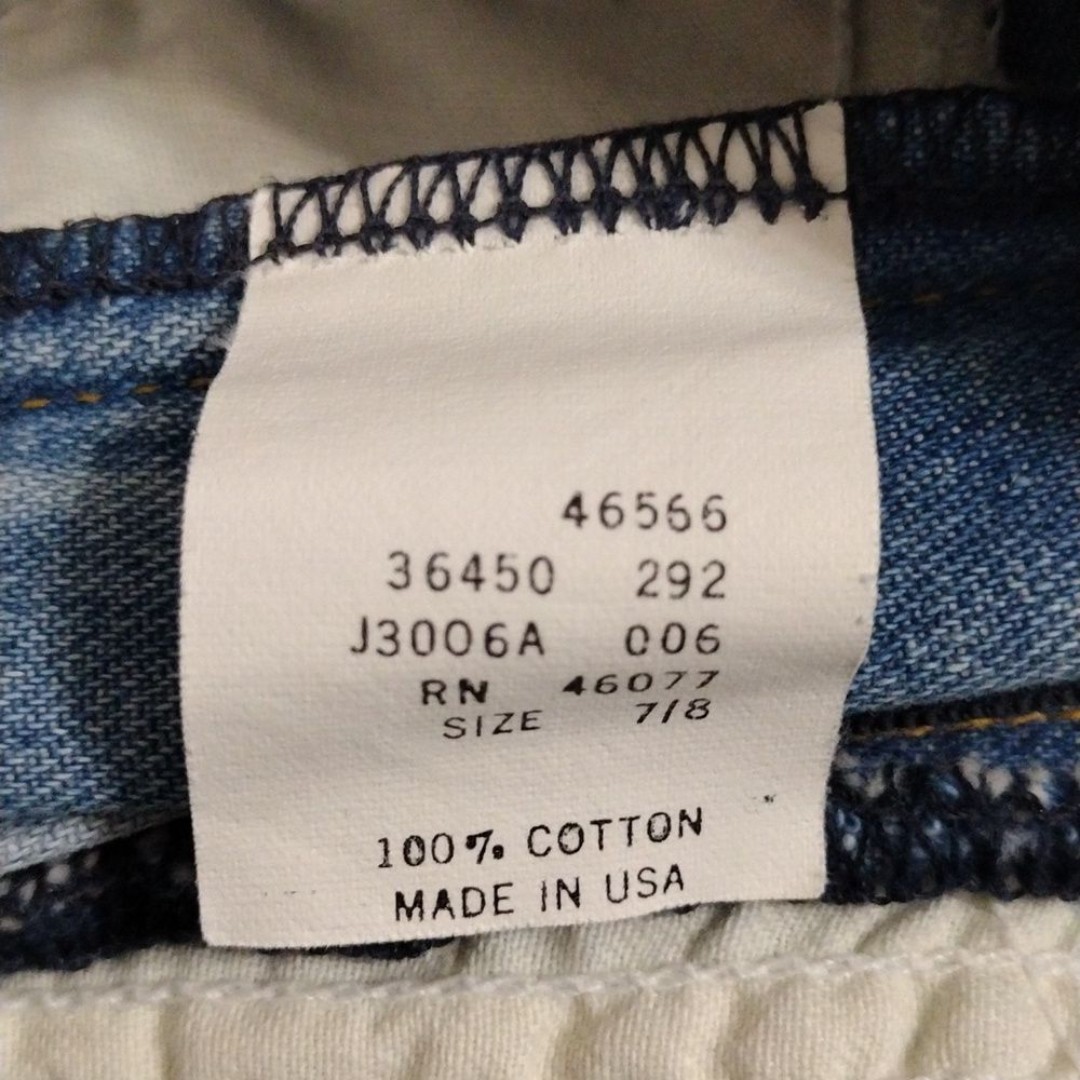 46566
36450 292
J3006A 006
RN 46077
SIZE 7/8
100% COTTON
MADE IN USA